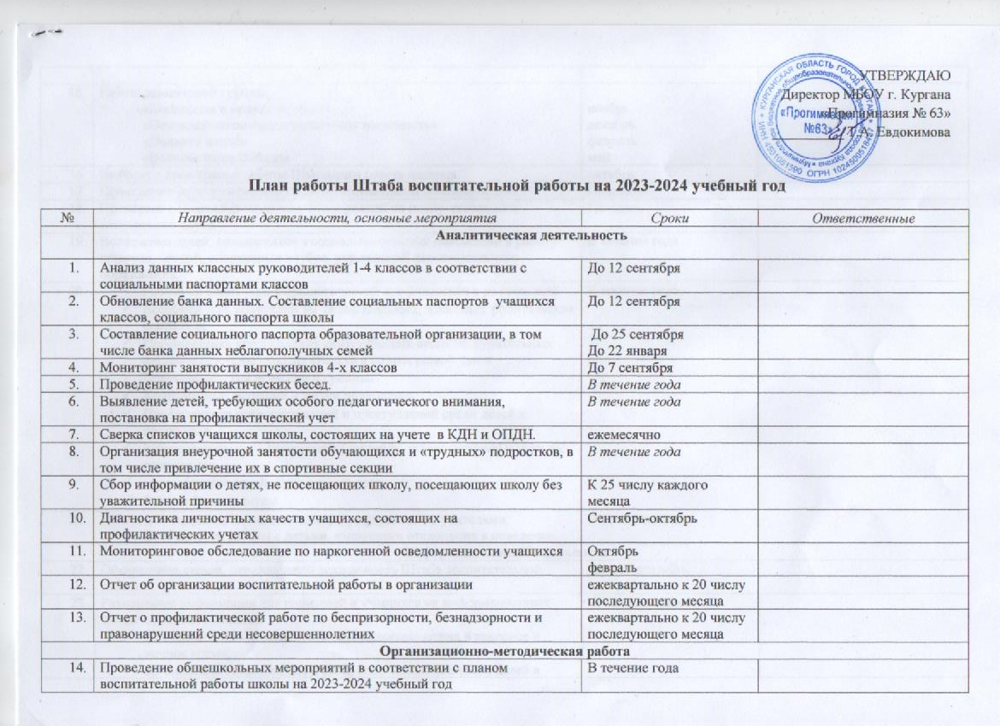 УТВЕРЖДАЮ
Директор МБОУ г. Кургана
«Прогимназия № 63»
Евдокимова
КУРГАНСКАЯ ОБЛАСТЬ ГОРОД
ОГРН 1024500518427
«Прогимназия
№63»
План работы Штаба воспитательной работы на 2023-2024 учебный год
№ Направление деятельности, основные мероприятия Сроки Ответственные
Аналитическая деятельность
1. Анализ данных классных руководителей 1-4 классов в соответствии с До 12 сентября
социальными паспортами классов
2. Обновление банка данных. Составление социальных паспортов учащихся До 12 сентября
классов, социального паспорта школы
3. Составление социального паспорта образовательной организации, в том До 25 сентября
числе банка данных неблагополучных семей До 22 января
4. Мониторинг занятости выпускников 4-х классов До 7 сентября
5. Проведение профилактических бесед. В течение года
6. Выявление детей, требующих особого педагогического внимания, В течение года
постановка на профилактический учет
7. Сверка списков учащихся школы, состоящих на учете в КДН и ОПДН. ежемесячно
8. Организация внеурочной занятости обучающихся и «трудных» подростков, в В течение года
том числе привлечение их в спортивные секции
9. Сбор информации о детях, не посещающих школу, посещающих школу без К 25 числу каждого
уважительной причины месяца
10. Диагностика личностных качеств учащихся, состоящих на Сентябрь-октябрь
профилактических учетах
11. Мониторинговое обследование по наркогенной осведомленности учащихся Октябрь
февраль
12. Отчет об организации воспитательной работы в организации ежеквартально к 20 числу
последующего месяца
13. Отчет о профилактической работе по беспризорности, безнадзорности и ежеквартально к 20 числу
правонарушений среди несовершеннолетних последующего месяца
Организационно-методическая работа
14. Проведение общешкольных мероприятий в соответствии с планом В течение года
воспитательной работы школы на 2023-2024 учебный год